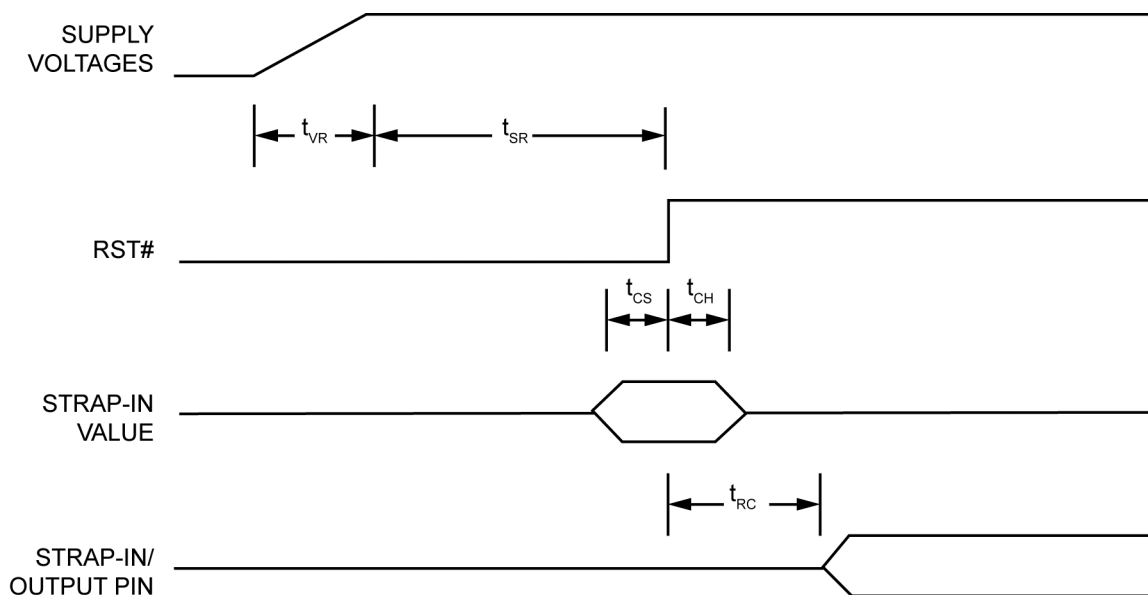 SUPPLY
VOLTAGES
tVR
tSR
RST#
tCS
tCH
STRAP-IN
VALUE
tRC
STRAP-IN/
OUTPUT PIN